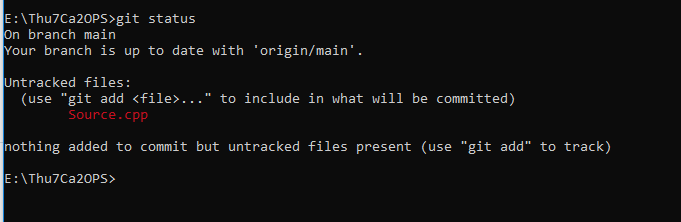 E:\Thu7Ca2OPS>git status
On branch main
Your branch is up to date with 'origin/main'.
Untracked files:
(use "git add <file>..." to include in what will be committed)
Source.cpp
nothing added to commit but untracked files present (use "git add" to track)
E:\Thu7Ca2OPS>